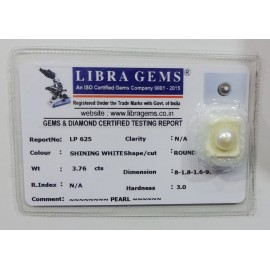 LIBRA GEMS®
An ISO Certified Gems Company 9001 - 2015
Registered Under the Trade Marks with Govt. of India
website : www.libragems.co.in
GEMS & DIAMOND CERTIFIED TESTING REPORT
ReportNo: LP 625 Clarity : N/A
Colour : SHINING WHITE Shape/cut ROUND
Wt : 3.76 cts Dimension : 8-1.8-1.6-9.
R.Index : N/A Hardness : 3.0
Comment : ~~~~~~~~ PEARL ~~~~~~